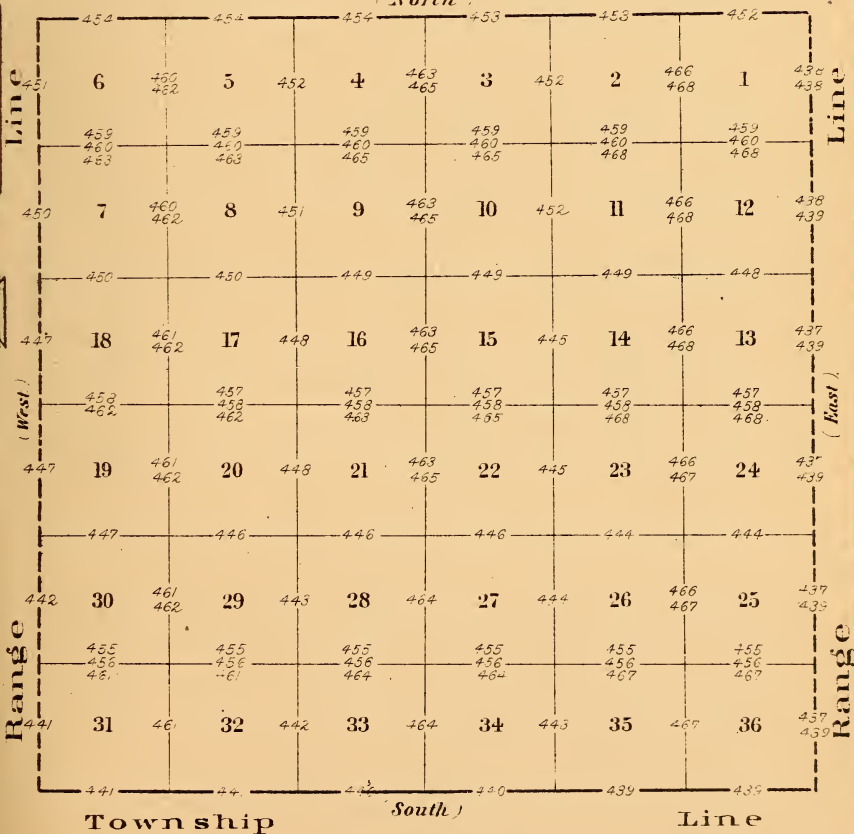 454 454 454 453 453 452
Line 451 6 460 5 452 4 463 3 452 2 466 1 438 Line
462 465 468 438
459 459 459 459 459 459
460 460 460 460 460 460
463 463 465 465 468 468
450 7 460 8 451 9 463 10 452 11 466 12 438
462 465 468 439
450 450 449 449 449 448
447 18 461 17 448 16 463 15 445 14 466 13 437
462 465 468 439
457 457 457 457 457
458 458 458 458 458 458
462 462 463 465 468 468
(West) (East)
447 19 461 20 448 21 463 22 445 23 466 24
462 465 467 439
447 446 446 446 444 444
442 30 461 29 443 28 464 27 444 26 466 25 437
462 467 439
455 455 455 455 455 455
456 456 456 456 456 456
464 464 467 467
Range 441 31 32 442 33 464 34 443 35 467 36 437 Range
439
441 440 439 439
South)
Township Line